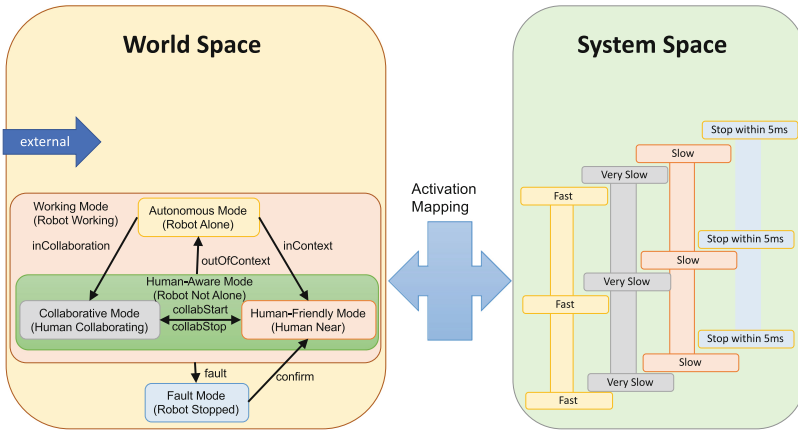 World Space
external
Working Mode
(Robot Working)
Autonomous Mode
(Robot Alone)
inCollaboration
inContext
outOfContext
Human-Aware Mode
(Robot Not Alone)
Collaborative Mode
(Human Collaborating)
collabStart
collabStop
Human-Friendly Mode
(Human Near)
fault
confirm
Fault Mode
(Robot Stopped)
Activation
Mapping
System Space
Stop within 5ms
Slow
Very Slow
Fast
Stop within 5ms
Slow
Very Slow
Fast
Stop within 5ms
Slow
Very Slow
Fast